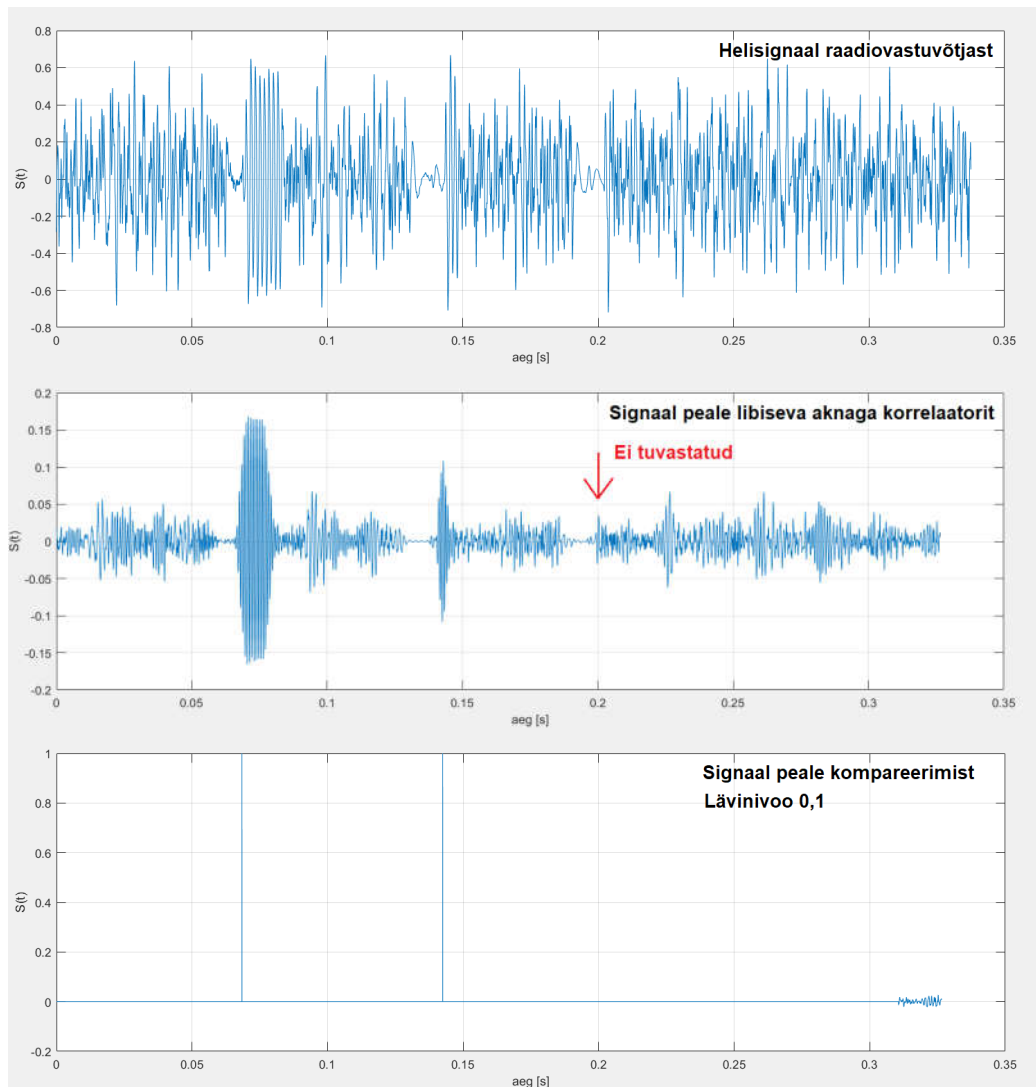 Helisignaal raadiovastuvõtjast
0.8
0.6
0.4
0.2
0
-0.2
-0.4
-0.6
-0.8
S(t)
0 0.05 0.1 0.15 0.2 0.25 0.3 0.35
aeg [s]
Signaal peale libiseva aknaga korrelaatorit
Ei tuvastatud
0.2
0.15
0.1
0.05
0
-0.05
-0.1
-0.15
-0.2
S(t)
0 0.05 0.1 0.15 0.2 0.25 0.3 0.35
aeg [s]
Signaal peale kompareerimist
Lävinivoo 0,1
1
0.8
0.6
0.4
0.2
0
-0.2
S(t)
0 0.05 0.1 0.15 0.2 0.25 0.3 0.35
aeg [s]